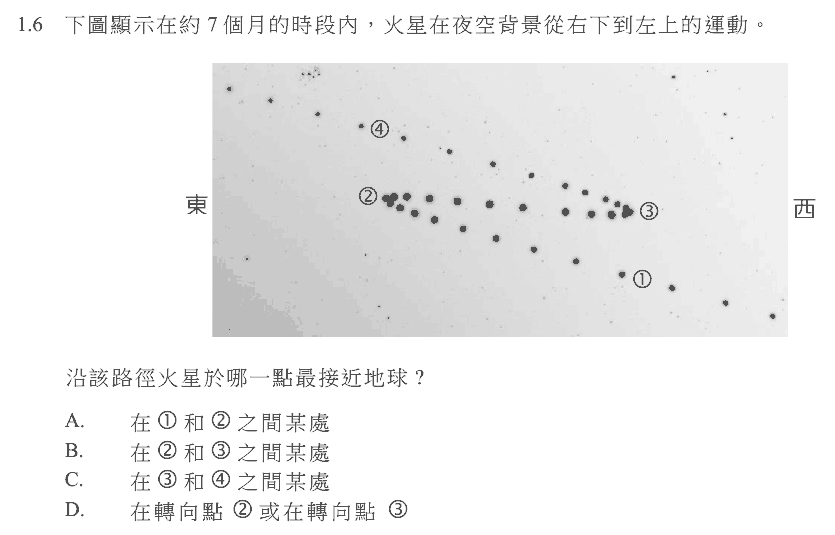 1.6 下圖顯示在約 7 個月的時段內，火星在夜空背景從右下到左上的運動。
④
東 ② ③ 西
①
沿該路徑火星於哪一點最接近地球？
A. 在 ① 和 ② 之間某處
B. 在 ② 和 ③ 之間某處
C. 在 ③ 和 ④ 之間某處
D. 在轉向點 ② 或在轉向點 ③